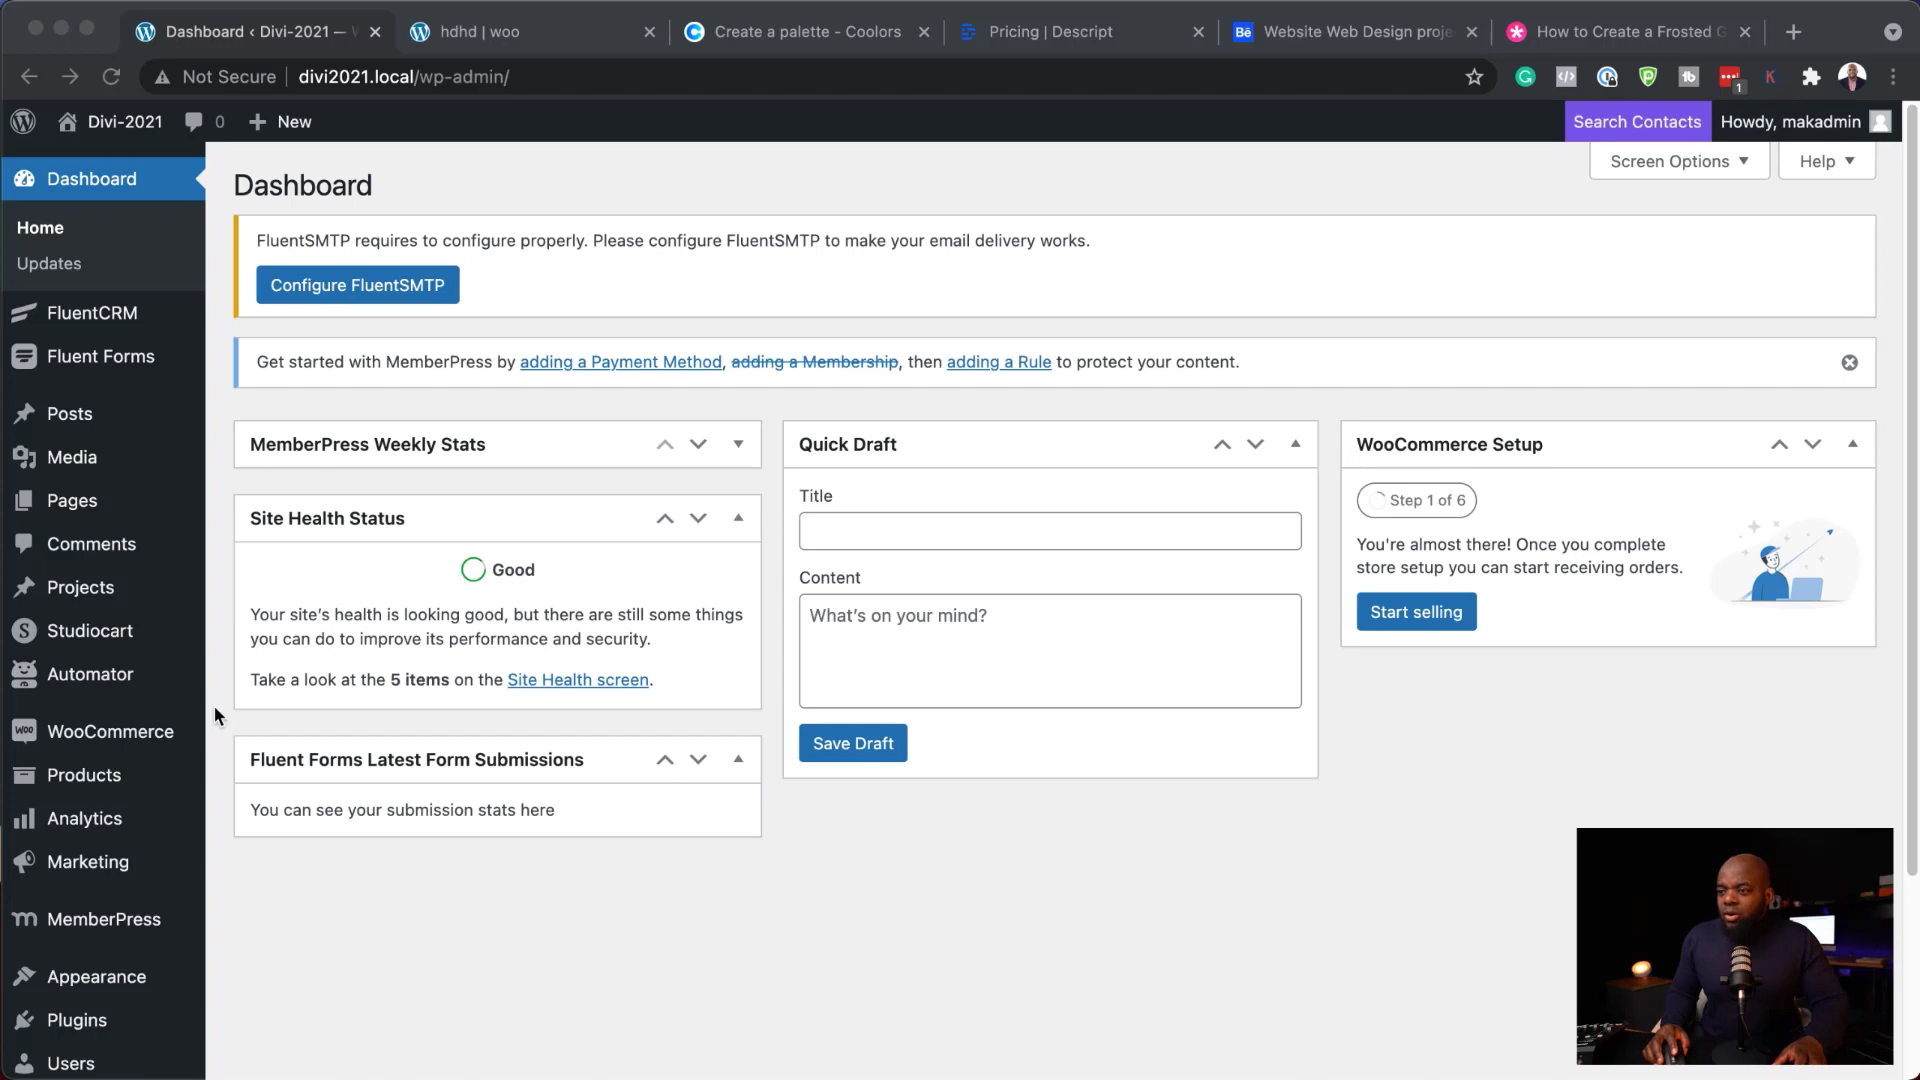 Dashboard ‹ Divi-2021 —
hdhd | woo
Create a palette - Coolors
Pricing | Descript
Bē
Website Web Design proje
How to Create a Frosted G
Not Secure
divi2021.local/wp-admin/
1
Divi-2021
0
New
Search Contacts
Howdy, makadmin
Screen Options
Help
Dashboard
Home
Updates
FluentCRM
Fluent Forms
Posts
Media
Pages
Comments
Projects
Studiocart
Automator
WooCommerce
Products
Analytics
Marketing
MemberPress
Appearance
Plugins
Users
Dashboard
FluentSMTP requires to configure properly. Please configure FluentSMTP to make your email delivery works.
Configure FluentSMTP
Get started with MemberPress by adding a Payment Method, adding a Membership, then adding a Rule to protect your content.
MemberPress Weekly Stats
Site Health Status
Good
Your site's health is looking good, but there are still some things
you can do to improve its performance and security.
Take a look at the 5 items on the Site Health screen.
Fluent Forms Latest Form Submissions
You can see your submission stats here
Quick Draft
Title
Content
What's on your mind?
Save Draft
WooCommerce Setup
Step 1 of 6
You're almost there! Once you complete
store setup you can start receiving orders.
Start selling